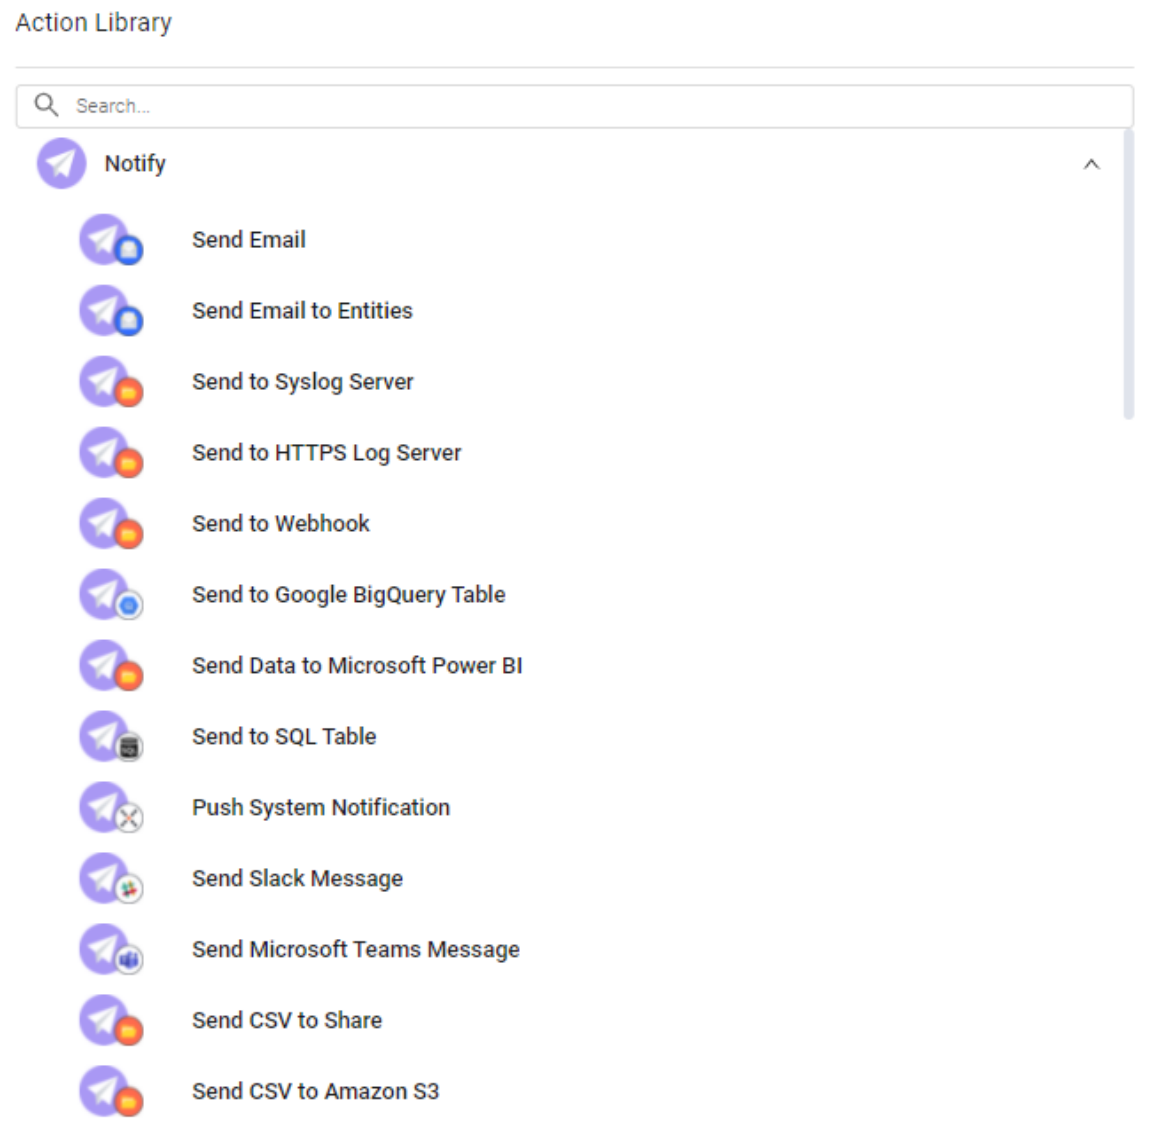 Action Library
Search...
Notify
Send Email
Send Email to Entities
Send to Syslog Server
Send to HTTPS Log Server
Send to Webhook
Send to Google BigQuery Table
Send Data to Microsoft Power BI
Send to SQL Table
Push System Notification
Send Slack Message
Send Microsoft Teams Message
Send CSV to Share
Send CSV to Amazon S3